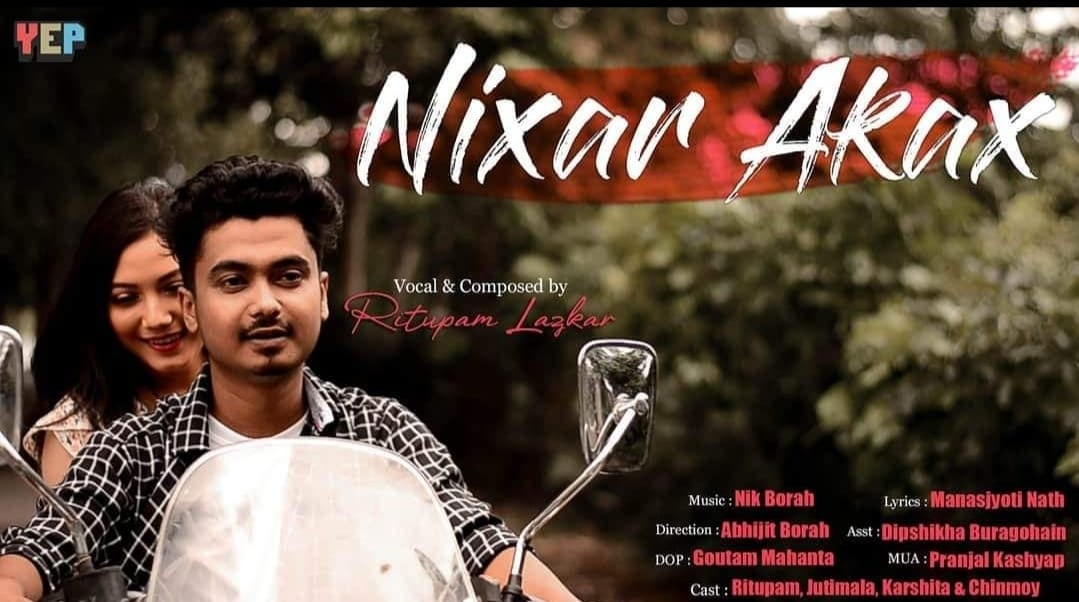 YEP
Nixar Akax
Vocal & Composed by
Ritupam Lazkar
Music : Nik Borah
Lyrics : Manasjyoti Nath
Direction : Abhijit Borah
Asst : Dipshikha Buragohain
DOP : Goutam Mahanta
MUA : Pranjal Kashyap
Cast : Ritupam, Jutimala, Karshita & Chinmoy